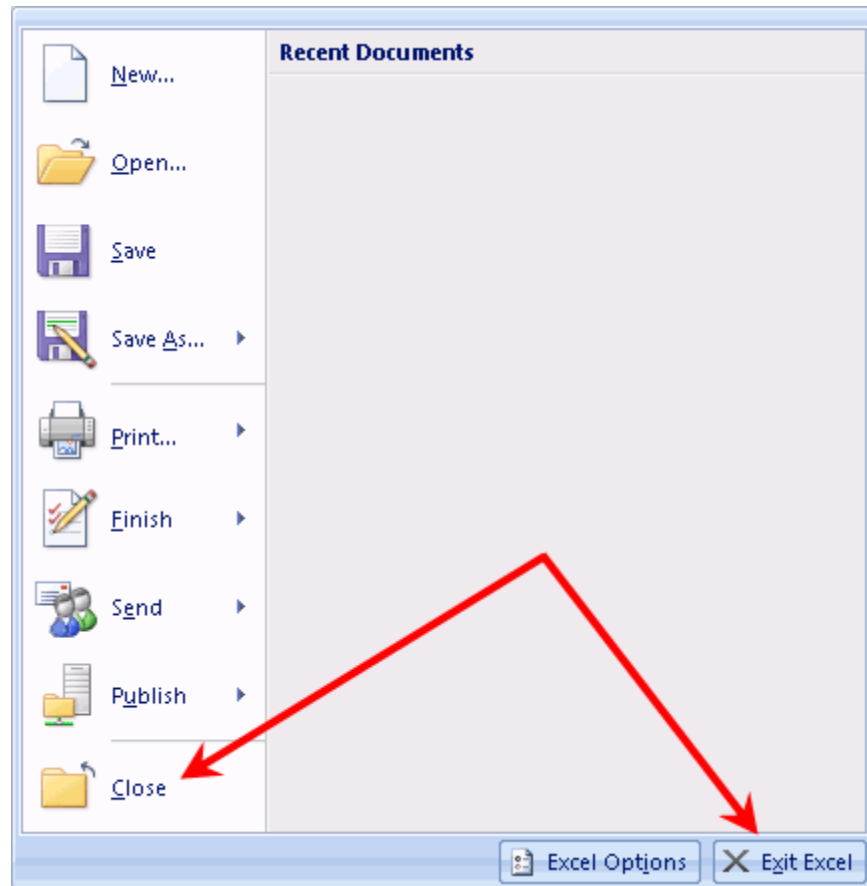 Recent Documents
New...
Open...
Save
Save As...
Print...
Finish
Send
Publish
Close
Excel Options
Exit Excel